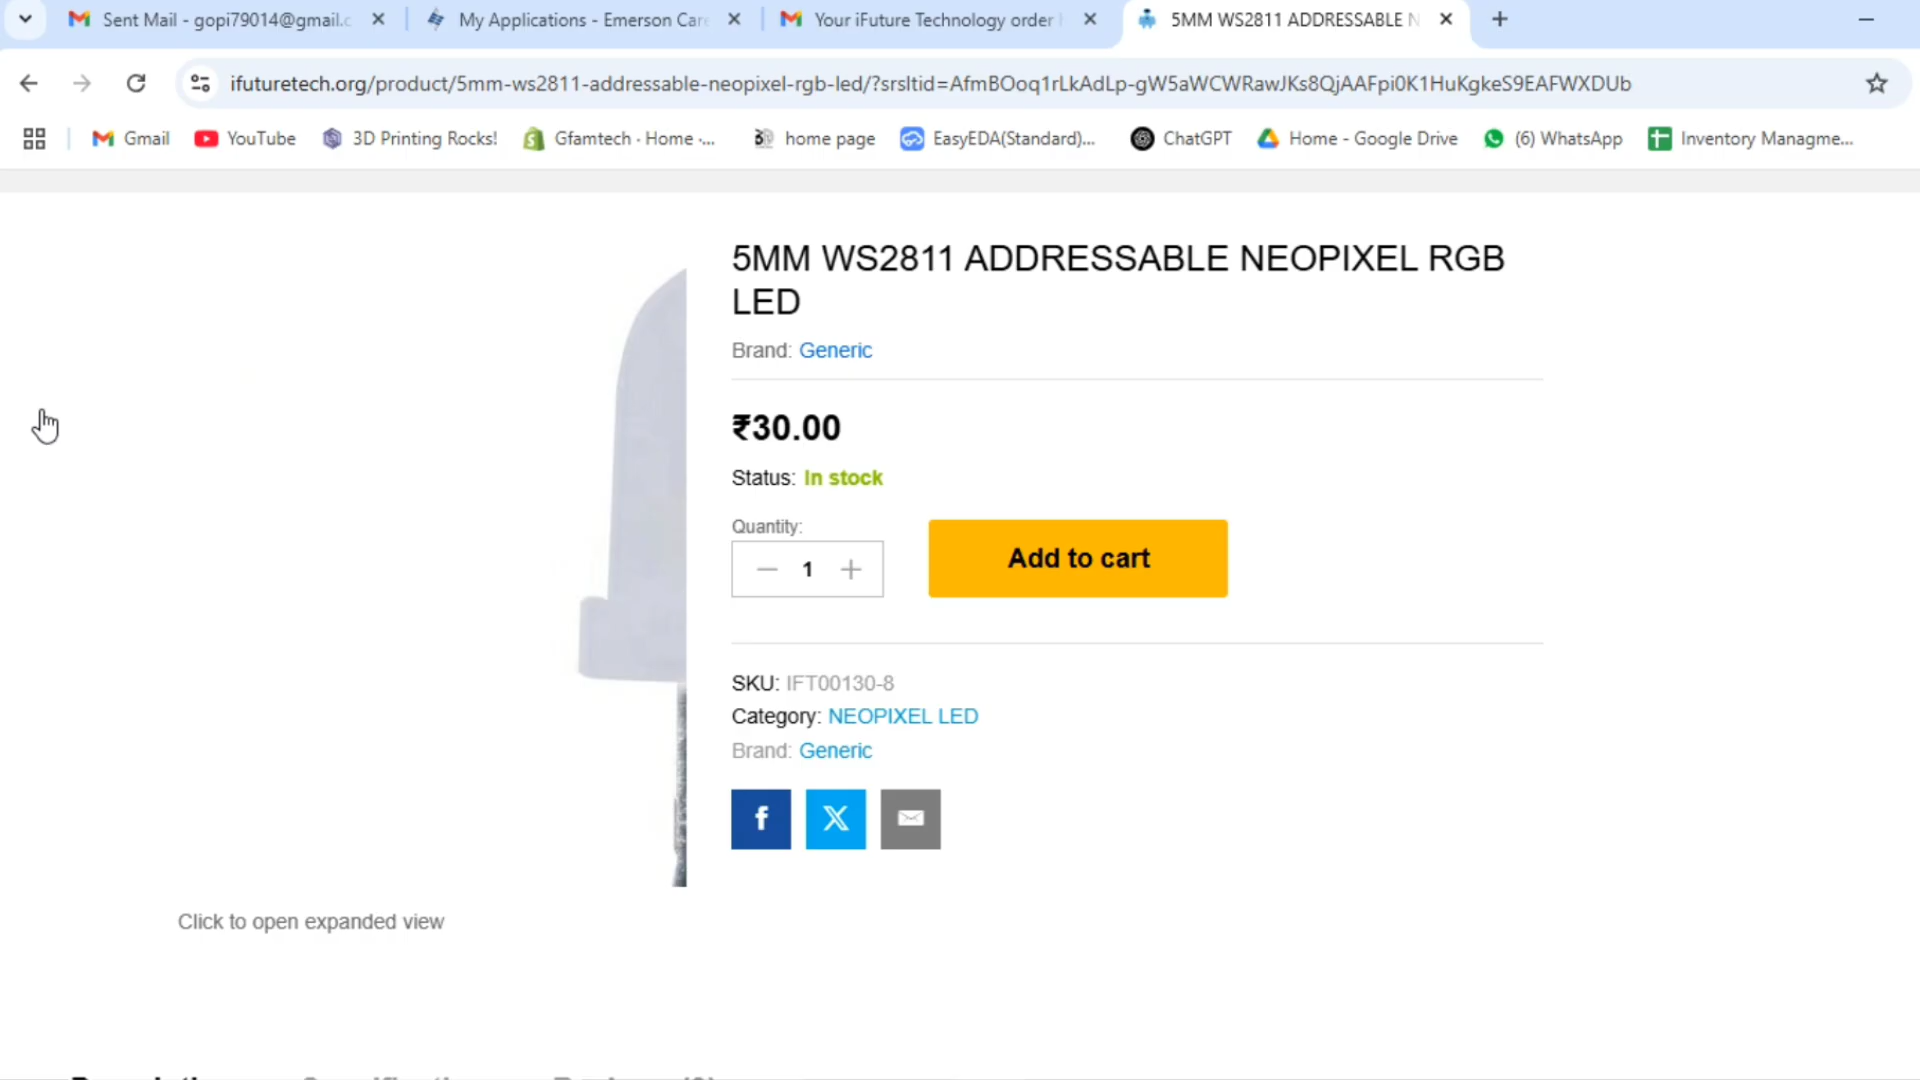 Sent Mail - gopi79014@gmail.c
My Applications - Emerson Care
Your iFuture Technology order
5MM WS2811 ADDRESSABLE N
ifuturetech.org/product/5mm-ws2811-addressable-neopixel-rgb-led/?srsltid=AfmBOoq1rLkAdLp-gW5aWCWRawJKs8QjAAFpi0K1HuKgkeS9EAFWXDUb
Gmail
YouTube
3D Printing Rocks!
Gfamtech · Home ·...
home page
EasyEDA(Standard)...
ChatGPT
Home - Google Drive
(6) WhatsApp
Inventory Managme...
5MM WS2811 ADDRESSABLE NEOPIXEL RGB
LED
Brand: Generic
₹30.00
Status: In stock
Quantity:
1
Add to cart
SKU: IFT00130-8
Category: NEOPIXEL LED
Brand: Generic
Click to open expanded view